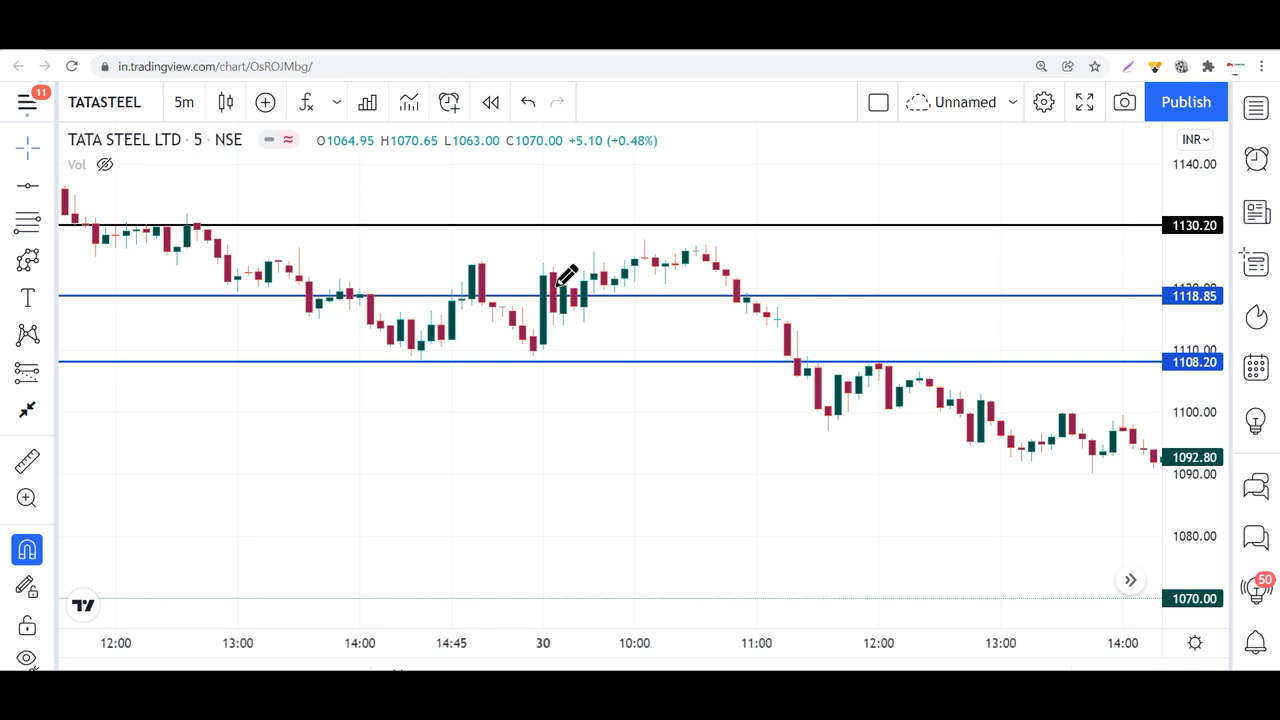 in.tradingview.com/chart/OsROJMbg/
11
TATASTEEL 5m Unnamed Publish
TATA STEEL LTD · 5 · NSE O1064.95 H1070.65 L1063.00 C1070.00 +5.10 (+0.48%) INR
Vol
1140.00
1130.20
1118.85
1110.00
1108.20
1100.00
1092.80
1090.00
1080.00
50
1070.00
12:00 13:00 14:00 14:45 30 10:00 11:00 12:00 13:00 14:00